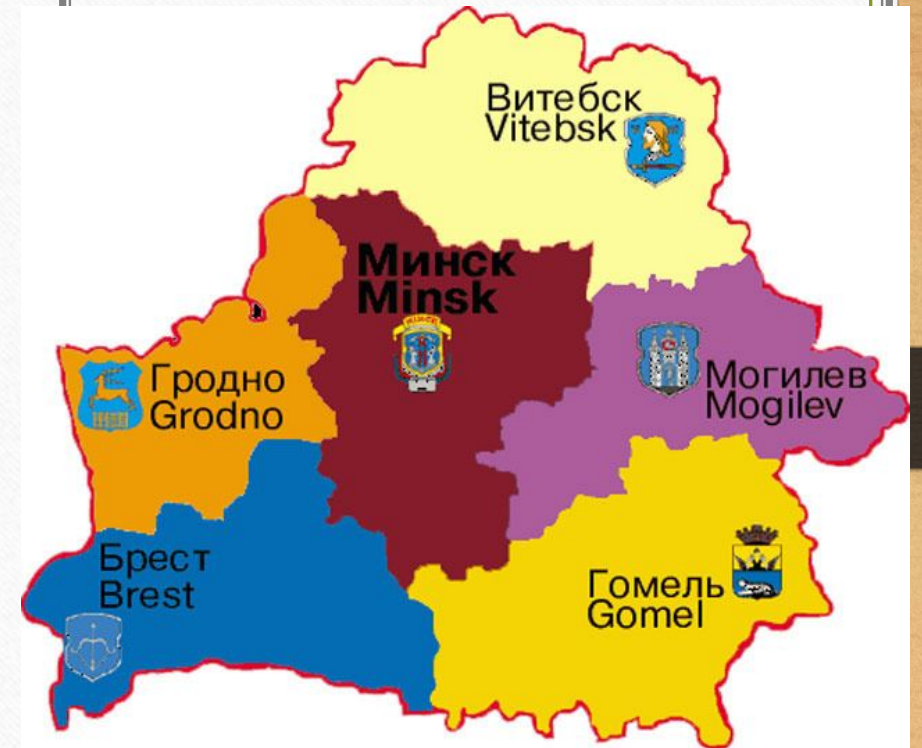 Витебск
Vitebsk
Минск
Minsk
Гродно
Grodno
Могилев
Mogilev
Брест
Brest
Гомель
Gomel